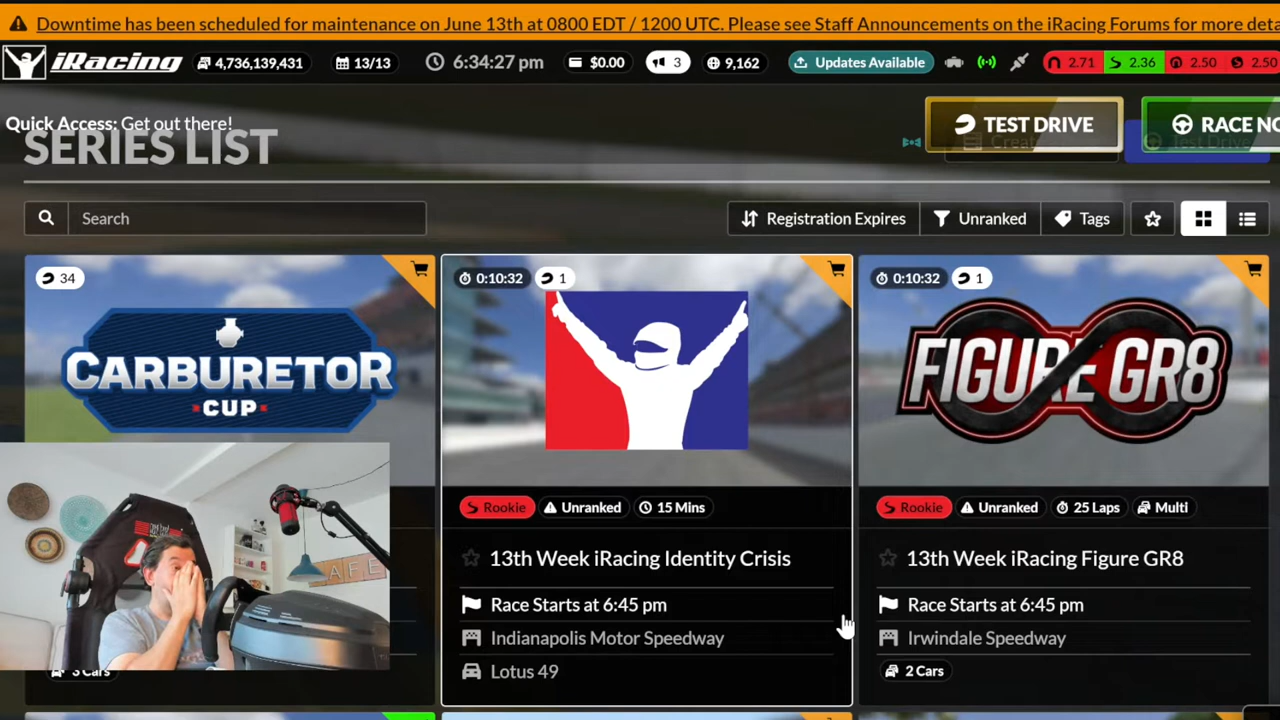 Downtime has been scheduled for maintenance on June 13th at 0800 EDT / 1200 UTC. Please see Staff Announcements on the iRacing Forums for more deta
iRacing 4,736,139,431 13/13 6:34:27 pm $0.00 3 9,162 Updates Available 2.71 2.36 2.50 2.50
Quick Access: Get out there!
TEST DRIVE RACE NO
SERIES LIST
Search Registration Expires Unranked Tags
34 0:10:32 1 0:10:32 1
CARBURETOR
CUP
FIGURE GR8
Rookie Unranked 15 Mins Rookie Unranked 25 Laps Multi
13th Week iRacing Identity Crisis 13th Week iRacing Figure GR8
Race Starts at 6:45 pm Race Starts at 6:45 pm
Indianapolis Motor Speedway Irwindale Speedway
3 Cars Lotus 49 2 Cars